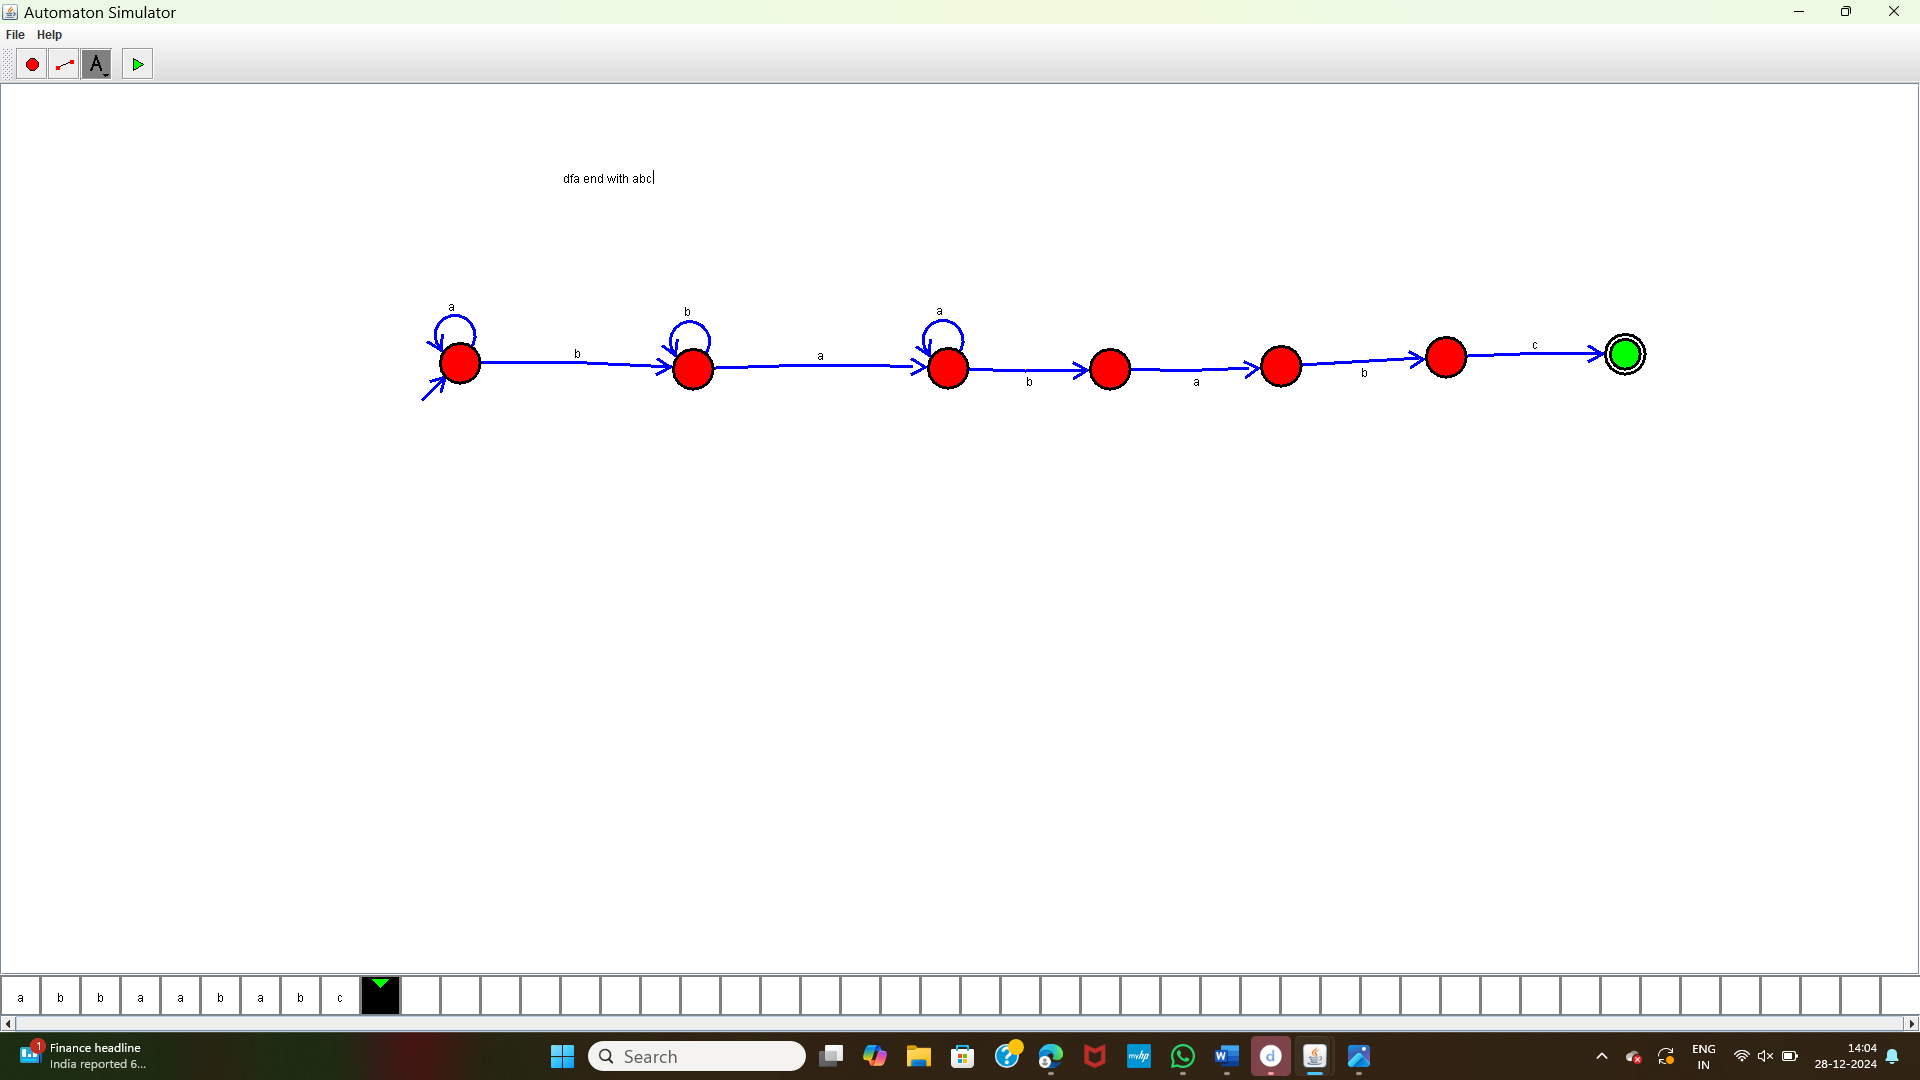 Automaton Simulator
File Help
A
dfa end with abc
a
b
a
b
a
b
a
b
c
a b b a a b a b c
1
Finance headline
India reported 6...
Search
myhp
W
d
ENG
IN
14:04
28-12-2024